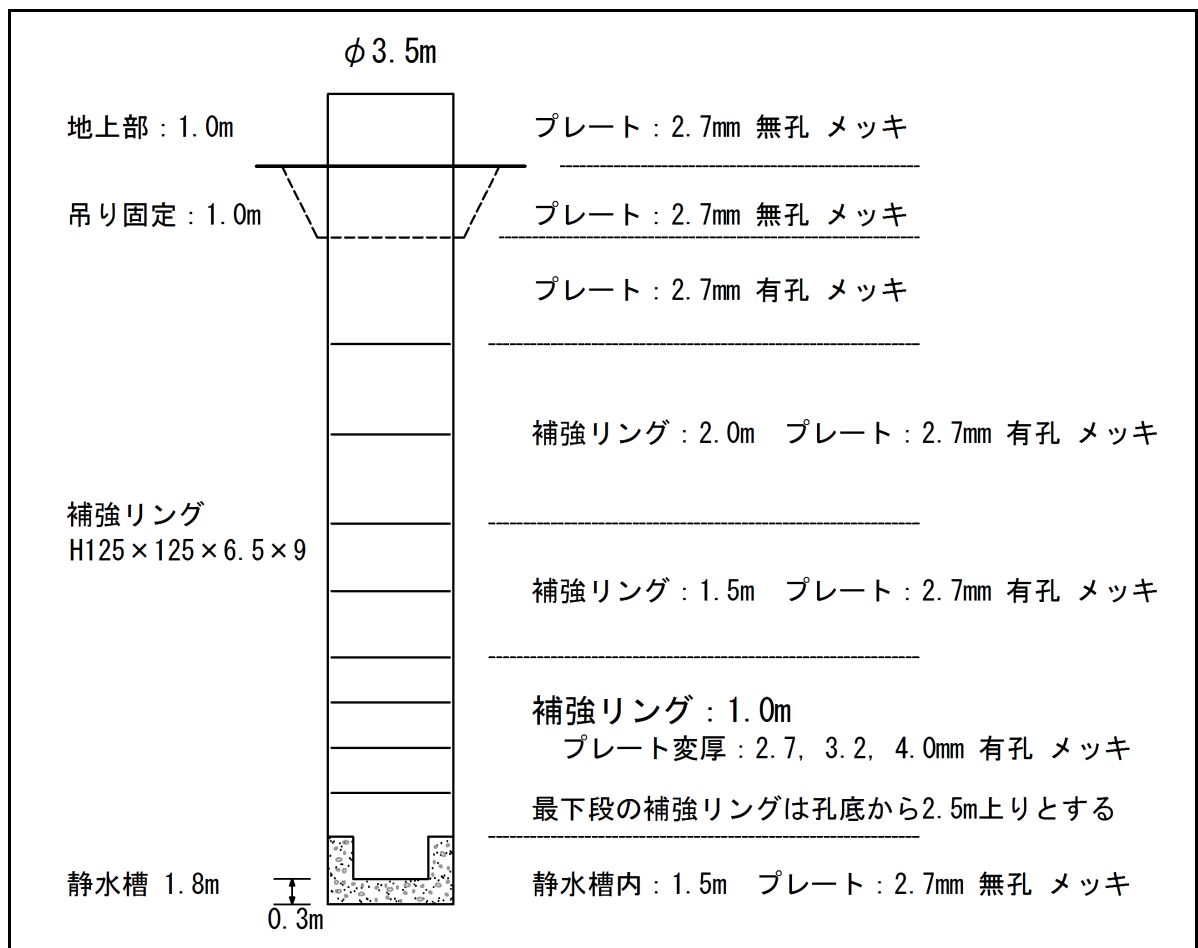 φ3.5m
地上部：1.0m
プレート：2.7mm 無孔 メッキ
吊り固定：1.0m
プレート：2.7mm 無孔 メッキ
プレート：2.7mm 有孔 メッキ
補強リング：2.0m　プレート：2.7mm 有孔 メッキ
補強リング
H125×125×6.5×9
補強リング：1.5m　プレート：2.7mm 有孔 メッキ
補強リング：1.0m
プレート変厚：2.7, 3.2, 4.0mm 有孔 メッキ
最下段の補強リングは孔底から2.5m上りとする
静水槽 1.8m
静水槽内：1.5m　プレート：2.7mm 無孔 メッキ
0.3m